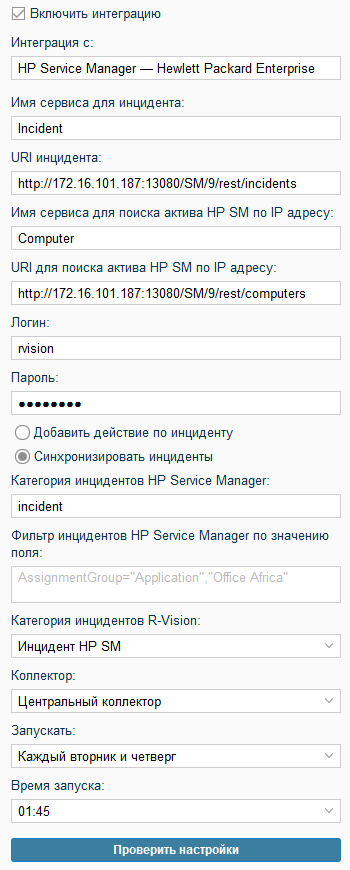 Включить интеграцию
Интеграция с:
HP Service Manager — Hewlett Packard Enterprise
Имя сервиса для инцидента:
Incident
URI инцидента:
http://172.16.101.187:13080/SM/9/rest/incidents
Имя сервиса для поиска актива HP SM по IP адресу:
Computer
URI для поиска актива HP SM по IP адресу:
http://172.16.101.187:13080/SM/9/rest/computers
Логин:
rvision
Пароль:
●●●●●●●●
Добавить действие по инциденту
Синхронизировать инциденты
Категория инцидентов HP Service Manager:
incident
Фильтр инцидентов HP Service Manager по значению
поля:
AssignmentGroup="Application","Office Africa"
Категория инцидентов R-Vision:
Инцидент HP SM
Коллектор:
Центральный коллектор
Запускать:
Каждый вторник и четверг
Время запуска:
01:45
Проверить настройки